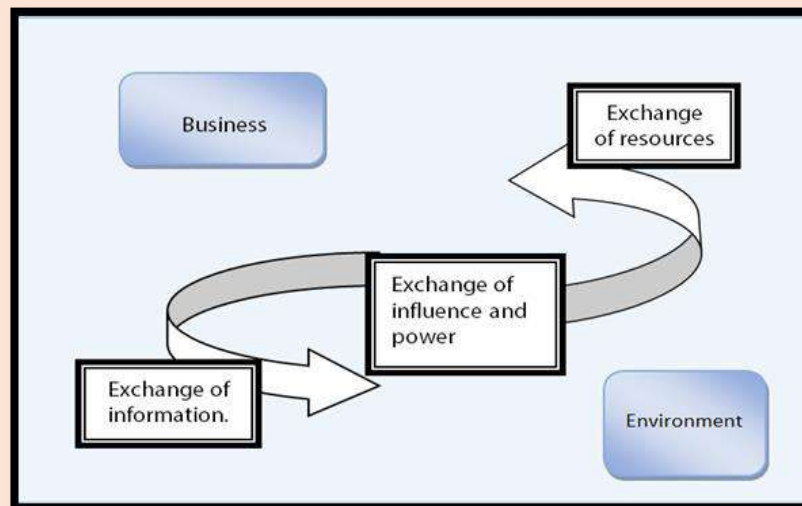 Business
Exchange
of resources
Exchange of
influence and
power
Exchange of
information.
Environment